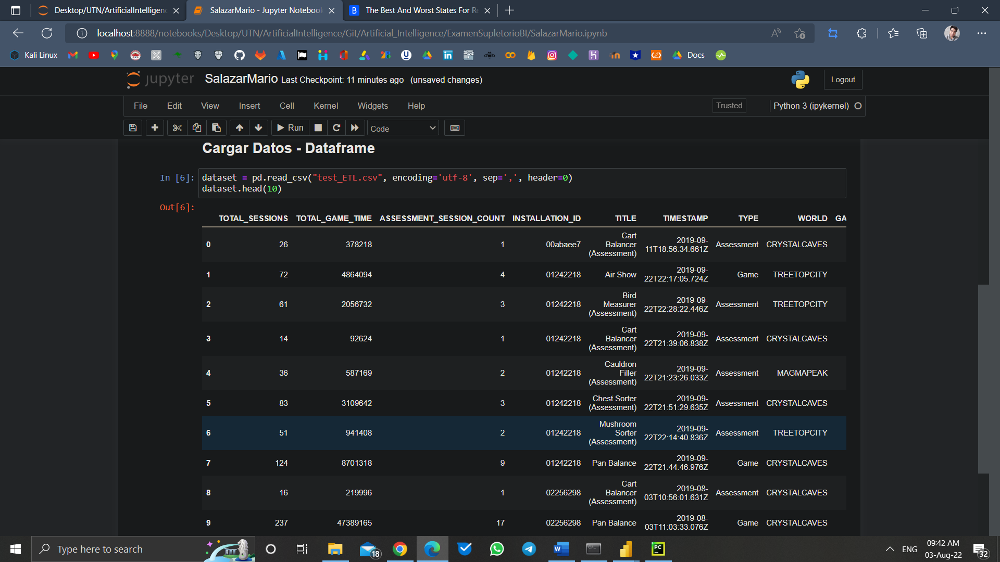 Desktop/UTN/ArtificialIntelligenc
SalazarMario - Jupyter Notebook
The Best And Worst States For Re
localhost:8888/notebooks/Desktop/UTN/ArtificialIntelligence/Git/Artificial_Intelligence/ExamenSupletorioBI/SalazarMario.ipynb
Kali Linux
Docs
jupyter SalazarMario Last Checkpoint: 11 minutes ago (unsaved changes)
Logout
File Edit View Insert Cell Kernel Widgets Help
Trusted
Python 3 (ipykernel)
Run
Code
Cargar Datos - Dataframe
In [6]: dataset = pd.read_csv("test_ETL.csv", encoding='utf-8', sep=',', header=0)
dataset.head(10)
Out[6]:
TOTAL_SESSIONS TOTAL_GAME_TIME ASSESSMENT_SESSION_COUNT INSTALLATION_ID TITLE TIMESTAMP TYPE WORLD GA
0 26 378218 1 00abaee7 Cart Balancer (Assessment) 2019-09-11T18:56:34.661Z Assessment CRYSTALCAVES
1 72 4864094 4 01242218 Air Show 2019-09-22T22:17:05.724Z Game TREETOPCITY
2 61 2056732 3 01242218 Bird Measurer (Assessment) 2019-09-22T22:28:22.446Z Assessment TREETOPCITY
3 14 92624 1 01242218 Cart Balancer (Assessment) 2019-09-22T21:39:06.838Z Assessment CRYSTALCAVES
4 36 587169 2 01242218 Cauldron Filler (Assessment) 2019-09-22T21:23:26.033Z Assessment MAGMAPEAK
5 83 3109642 3 01242218 Chest Sorter (Assessment) 2019-09-22T21:51:29.635Z Assessment CRYSTALCAVES
6 51 941408 2 01242218 Mushroom Sorter (Assessment) 2019-09-22T22:14:40.836Z Assessment TREETOPCITY
7 124 8701318 9 01242218 Pan Balance 2019-09-22T21:44:46.976Z Game CRYSTALCAVES
8 16 219996 1 02256298 Cart Balancer (Assessment) 2019-08-03T10:56:01.631Z Assessment CRYSTALCAVES
9 237 47389165 17 02256298 Pan Balance 2019-08-03T11:03:33.076Z Game CRYSTALCAVES
Type here to search
18
ENG
09:42 AM
03-Aug-22
32